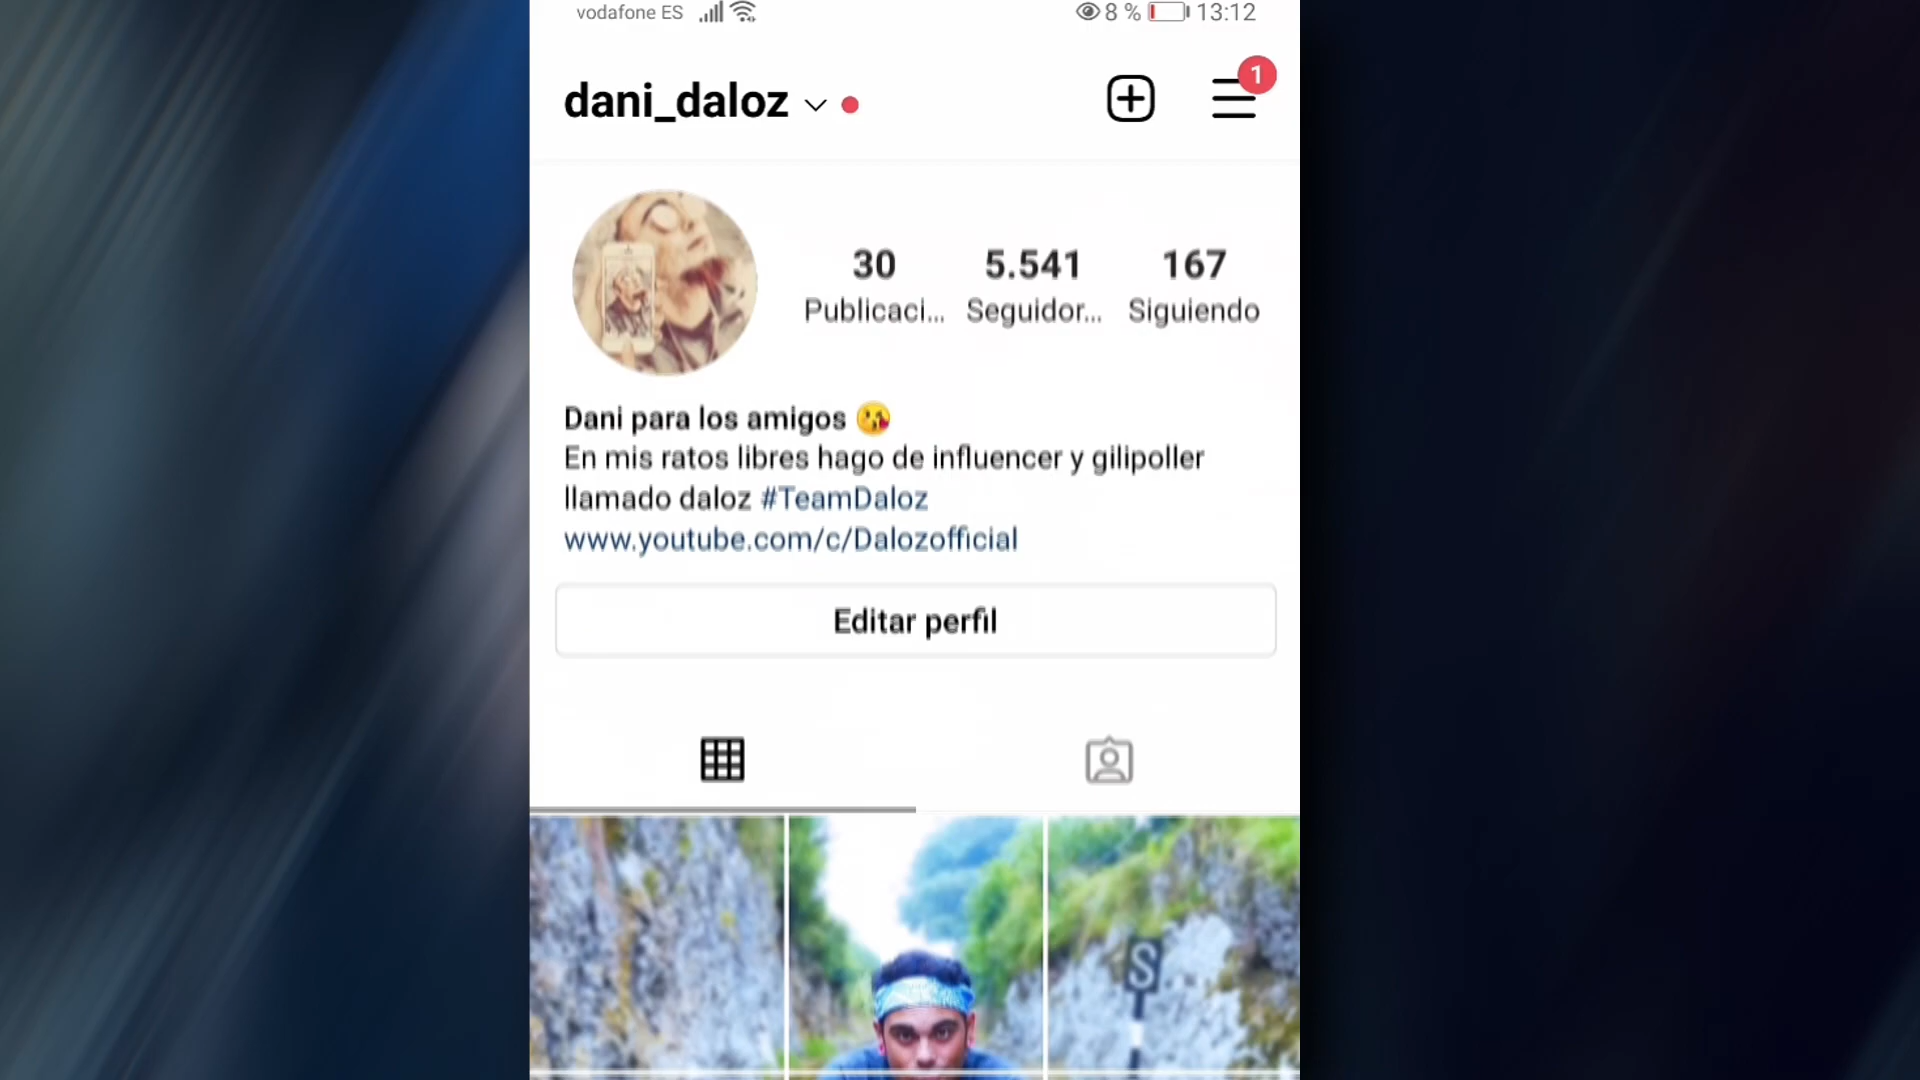 vodafone ES 8 % 13:12
dani_daloz 1
30 5.541 167
Publicaci... Seguidor... Siguiendo
Dani para los amigos 😘
En mis ratos libres hago de influencer y gilipoller
llamado daloz #TeamDaloz
www.youtube.com/c/Dalozofficial
Editar perfil
S